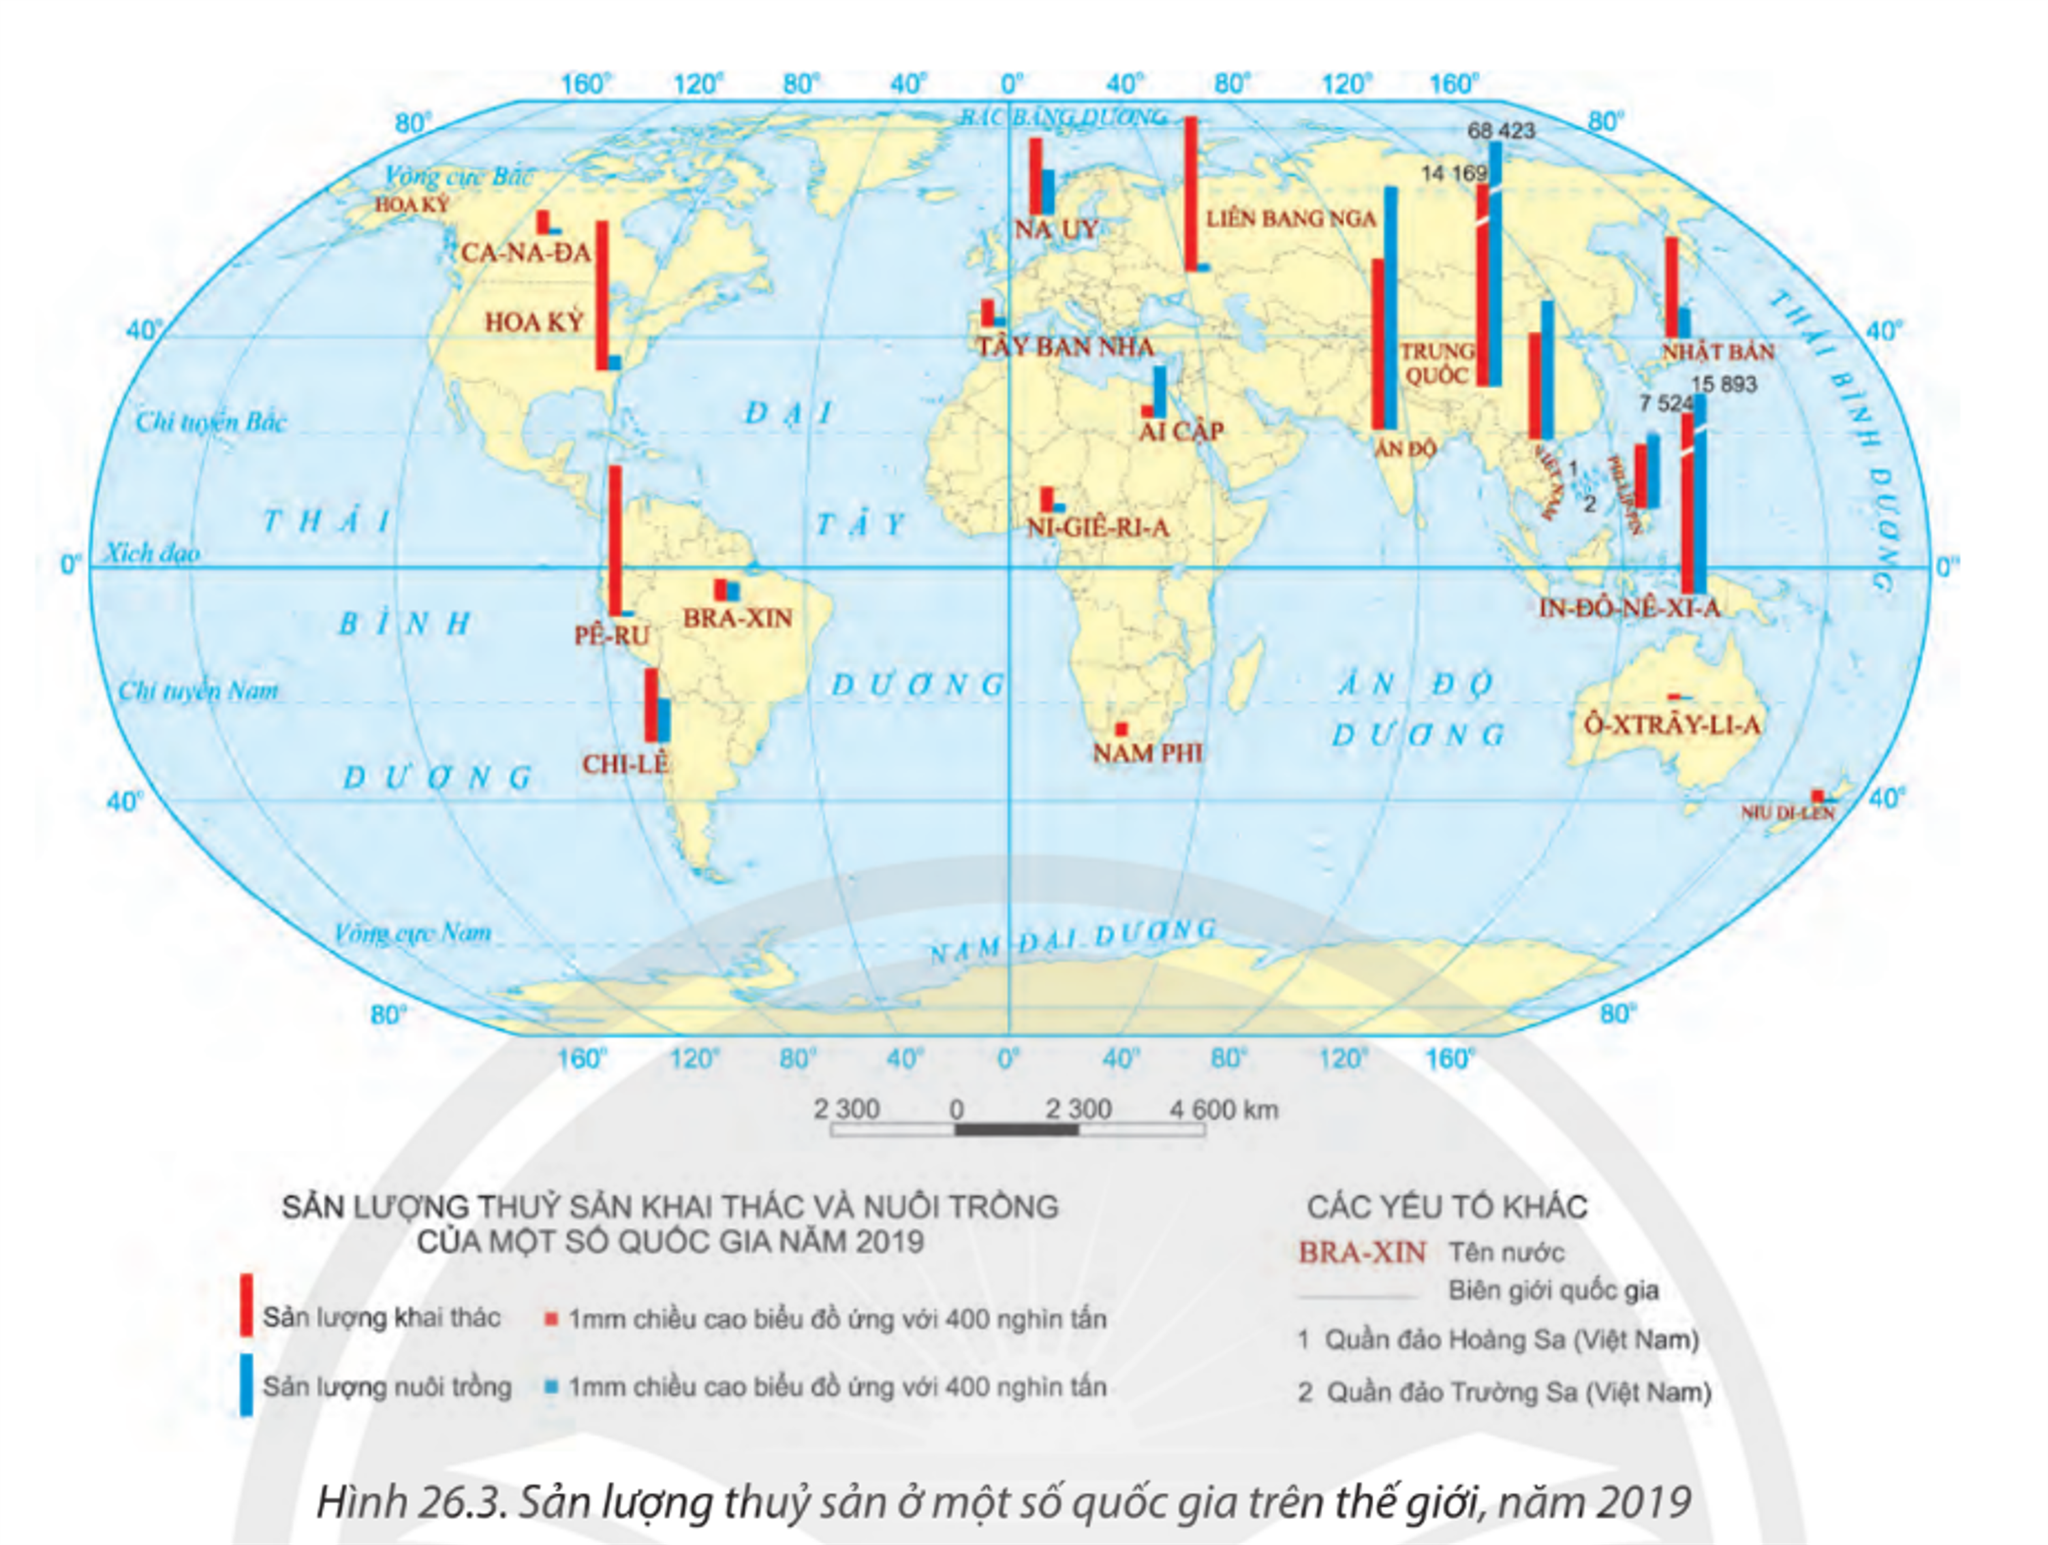 160° 120° 80° 40° 0° 40° 80° 120° 160°
BẮC BĂNG DƯƠNG
80° 80°
68 423
14 169
Vòng cực Bắc
HOA KỲ
CA-NA-ĐA
NA UY
LIÊN BANG NGA
HOA KỲ
40° 40°
TÂY BAN NHA
TRUNG
QUỐC
NHẬT BẢN
THÁI BÌNH DƯƠNG
15 893
7 524
Chí tuyến Bắc
ĐẠI
AI CẬP
ẤN ĐỘ
VIỆT NAM
1
2
PHI-LIP-PIN
THÁI
TÂY
NI-GIÊ-RI-A
0° Xích đạo 0°
BÌNH
PÊ-RU
BRA-XIN
IN-ĐÔ-NÊ-XI-A
Chí tuyến Nam
DƯƠNG
ẤN ĐỘ
DƯƠNG
Ô-XTRÂY-LI-A
CHI-LÊ
NAM PHI
DƯƠNG
40° 40°
NIU DI-LEN
Vòng cực Nam
NAM ĐẠI DƯƠNG
80° 80°
160° 120° 80° 40° 0° 40° 80° 120° 160°
2 300 0 2 300 4 600 km
SẢN LƯỢNG THUỶ SẢN KHAI THÁC VÀ NUÔI TRỒNG
CỦA MỘT SỐ QUỐC GIA NĂM 2019
Sản lượng khai thác 1mm chiều cao biểu đồ ứng với 400 nghìn tấn
Sản lượng nuôi trồng 1mm chiều cao biểu đồ ứng với 400 nghìn tấn
CÁC YẾU TỐ KHÁC
BRA-XIN Tên nước
Biên giới quốc gia
1 Quần đảo Hoàng Sa (Việt Nam)
2 Quần đảo Trường Sa (Việt Nam)
Hình 26.3. Sản lượng thuỷ sản ở một số quốc gia trên thế giới, năm 2019